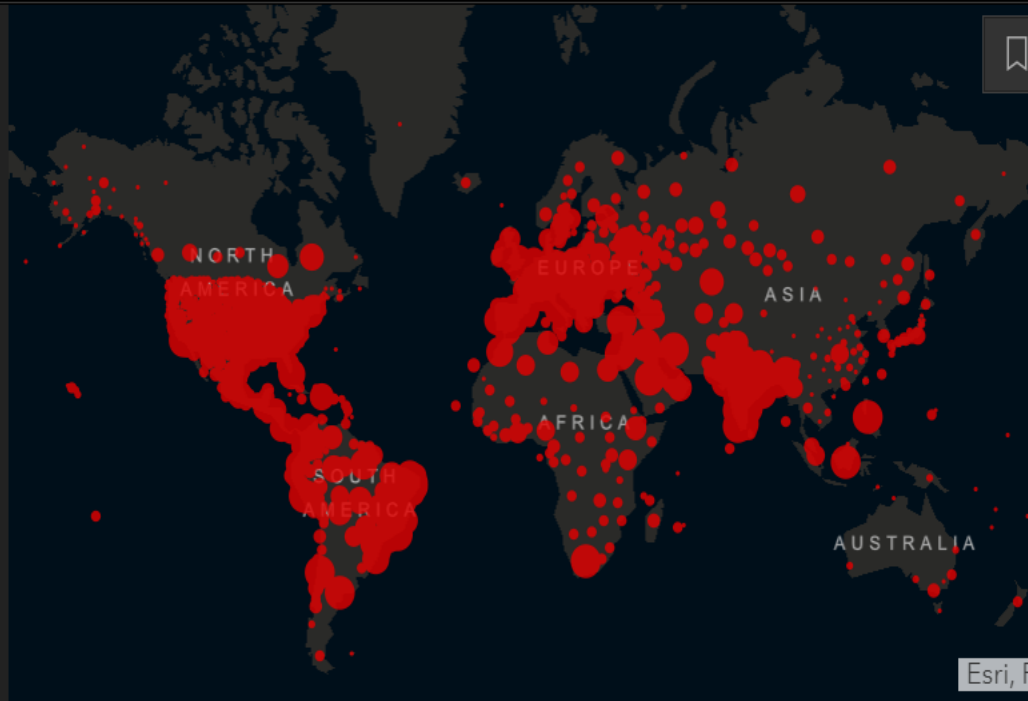 NORTH
AMERICA
EUROPE
ASIA
AFRICA
SOUTH
AMERICA
AUSTRALIA
Esri, F